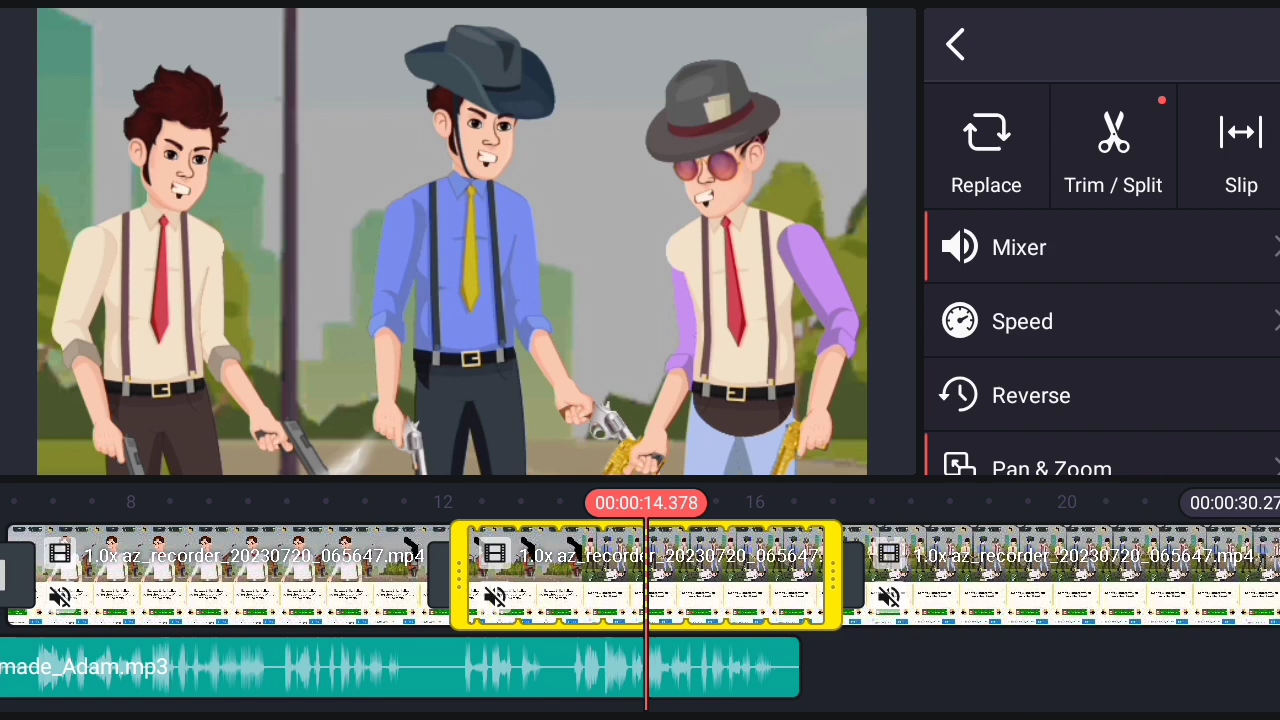 Replace
Trim / Split
Slip
Mixer
Speed
Reverse
Pan & Zoom
8
12
00:00:14.378
16
20
00:00:30.27
1.0x az_recorder_20230720_065647.mp4
1.0x az_recorder_20230720_065647.
1.0x az_recorder_20230720_065647.mp4
made_Adam.mp3